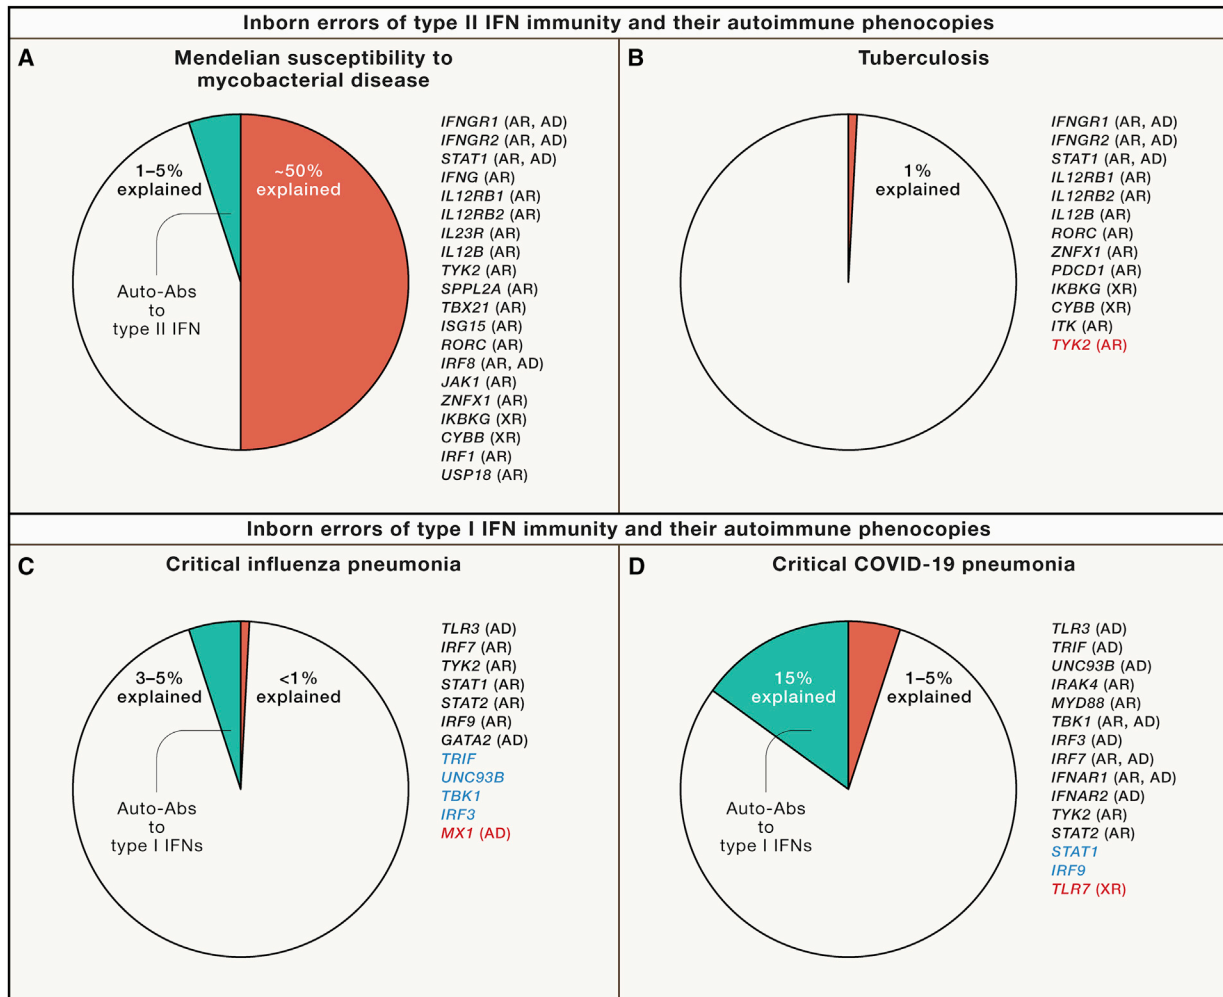 Inborn errors of type II IFN immunity and their autoimmune phenocopies
A
Mendelian susceptibility to
mycobacterial disease
1–5%
explained
~50%
explained
Auto-Abs
to
type II IFN
IFNGR1 (AR, AD)
IFNGR2 (AR, AD)
STAT1 (AR, AD)
IFNG (AR)
IL12RB1 (AR)
IL12RB2 (AR)
IL23R (AR)
IL12B (AR)
TYK2 (AR)
SPPL2A (AR)
TBX21 (AR)
ISG15 (AR)
RORC (AR)
IRF8 (AR, AD)
JAK1 (AR)
ZNFX1 (AR)
IKBKG (XR)
CYBB (XR)
IRF1 (AR)
USP18 (AR)
B
Tuberculosis
1%
explained
IFNGR1 (AR, AD)
IFNGR2 (AR, AD)
STAT1 (AR, AD)
IL12RB1 (AR)
IL12RB2 (AR)
IL12B (AR)
RORC (AR)
ZNFX1 (AR)
PDCD1 (AR)
IKBKG (XR)
CYBB (XR)
ITK (AR)
TYK2 (AR)
Inborn errors of type I IFN immunity and their autoimmune phenocopies
C
Critical influenza pneumonia
3–5%
explained
<1%
explained
Auto-Abs
to
type I IFNs
TLR3 (AD)
IRF7 (AR)
TYK2 (AR)
STAT1 (AR)
STAT2 (AR)
IRF9 (AR)
GATA2 (AD)
TRIF
UNC93B
TBK1
IRF3
MX1 (AD)
D
Critical COVID-19 pneumonia
15%
explained
1–5%
explained
Auto-Abs
to
type I IFNs
TLR3 (AD)
TRIF (AD)
UNC93B (AD)
IRAK4 (AR)
MYD88 (AR)
TBK1 (AR, AD)
IRF3 (AD)
IRF7 (AR, AD)
IFNAR1 (AR, AD)
IFNAR2 (AD)
TYK2 (AR)
STAT2 (AR)
STAT1
IRF9
TLR7 (XR)